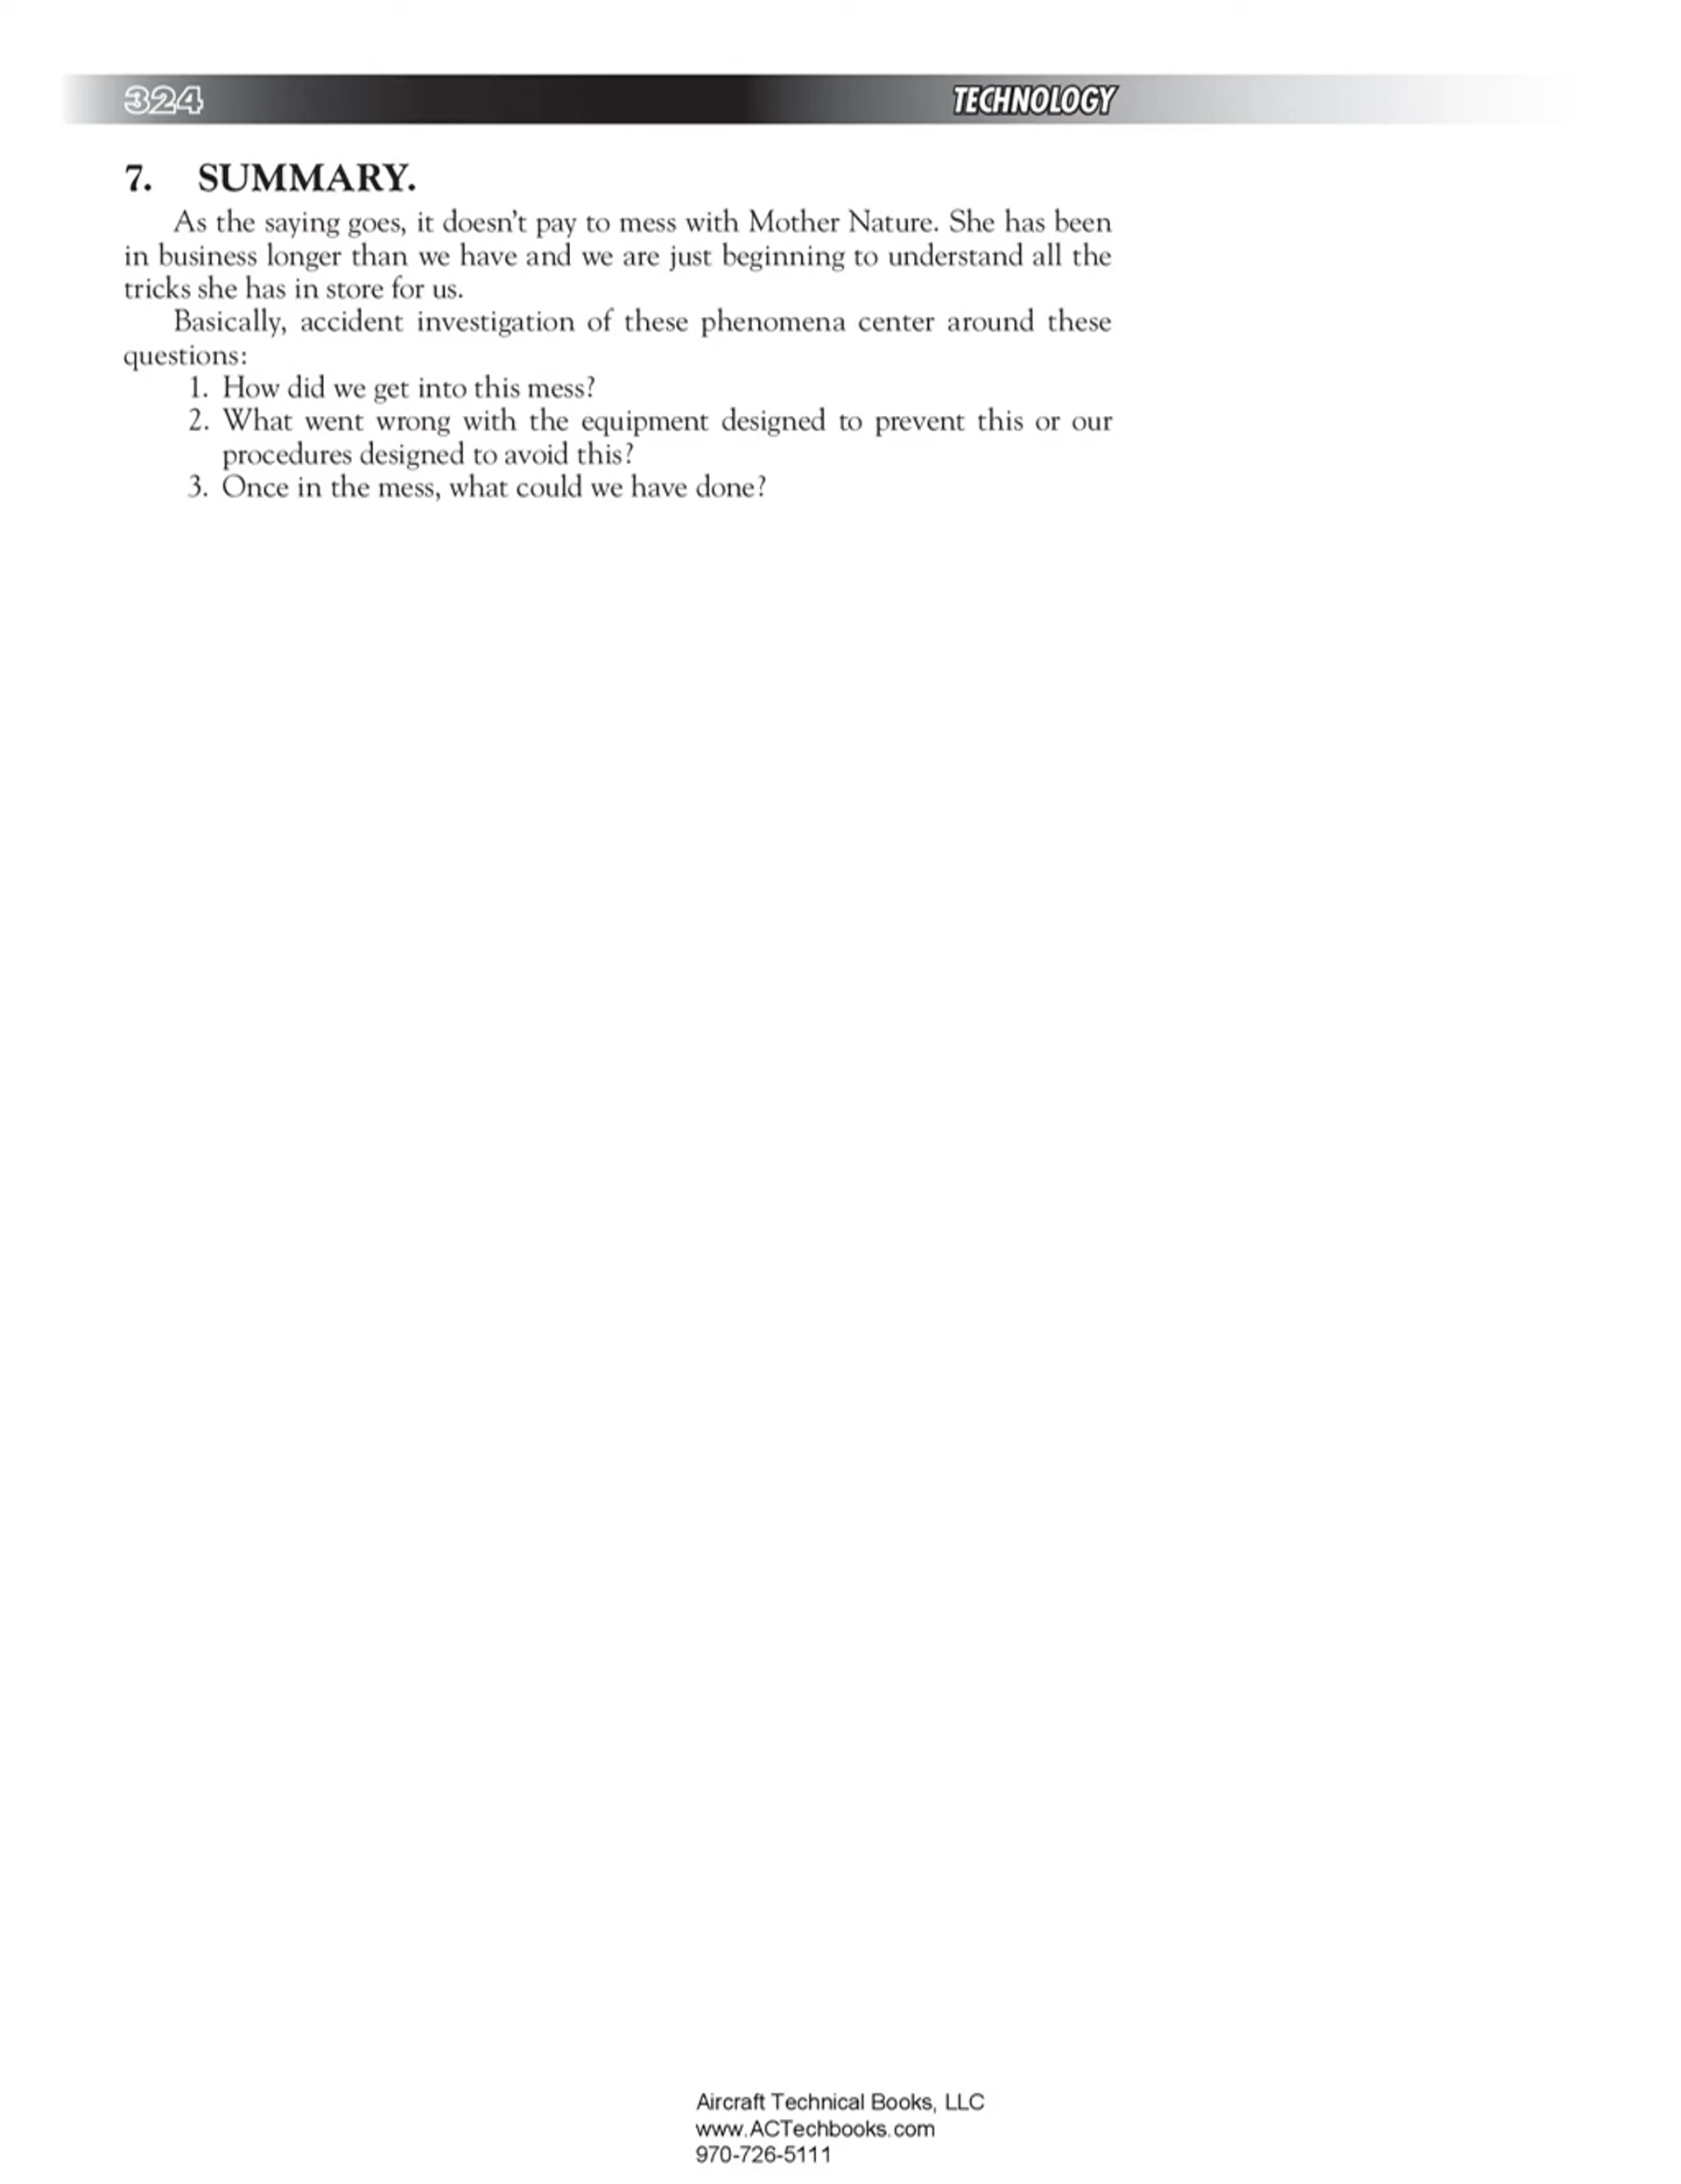 324 TECHNOLOGY
7. SUMMARY.
As the saying goes, it doesn't pay to mess with Mother Nature. She has been
in business longer than we have and we are just beginning to understand all the
tricks she has in store for us.
Basically, accident investigation of these phenomena center around these
questions:
1. How did we get into this mess?
2. What went wrong with the equipment designed to prevent this or our
procedures designed to avoid this?
3. Once in the mess, what could we have done?
Aircraft Technical Books, LLC
www.ACTechbooks.com
970-726-5111